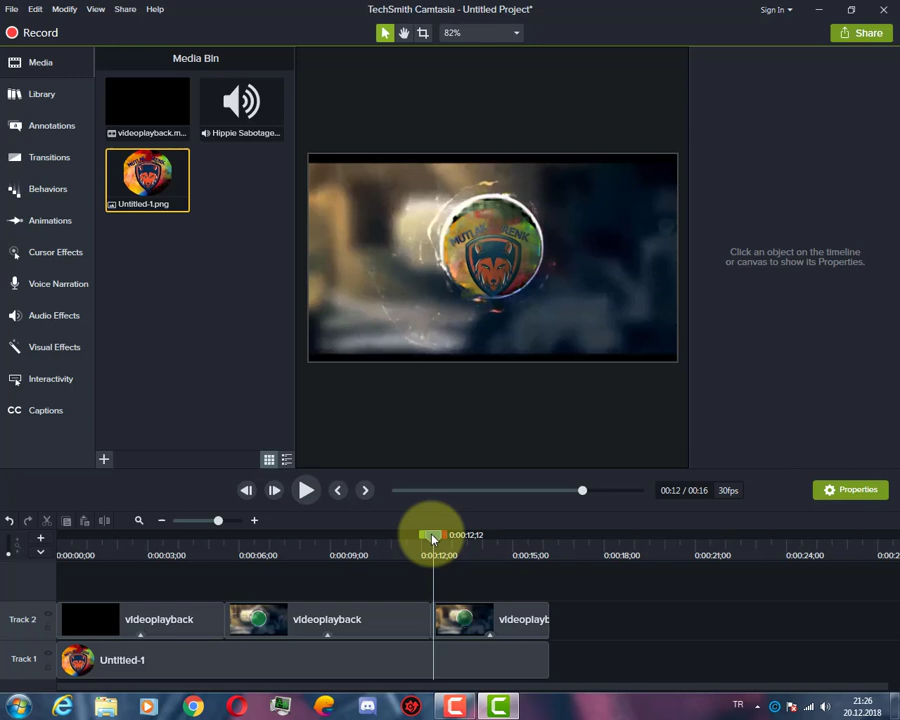 File Edit Modify View Share Help
TechSmith Camtasia - Untitled Project*
Sign In
Record
82%
Share
Media
Media Bin
Library
Annotations
Transitions
Behaviors
Animations
Cursor Effects
Voice Narration
Audio Effects
Visual Effects
Interactivity
CC Captions
videoplayback.m...
Hippie Sabotage...
Untitled-1.png
Click an object on the timeline
or canvas to show its Properties.
00:12 / 00:16
30fps
Properties
0:00:12;12
0:00:00;00 0:00:06;00 0:00:09;00 0:00:12;00 0:00:15;00 0:00:18;00 0:00:21;00 0:00:24;00
Track 2
videoplayback
videoplayback
Track 1
Untitled-1
TR
21:26
20.12.2018